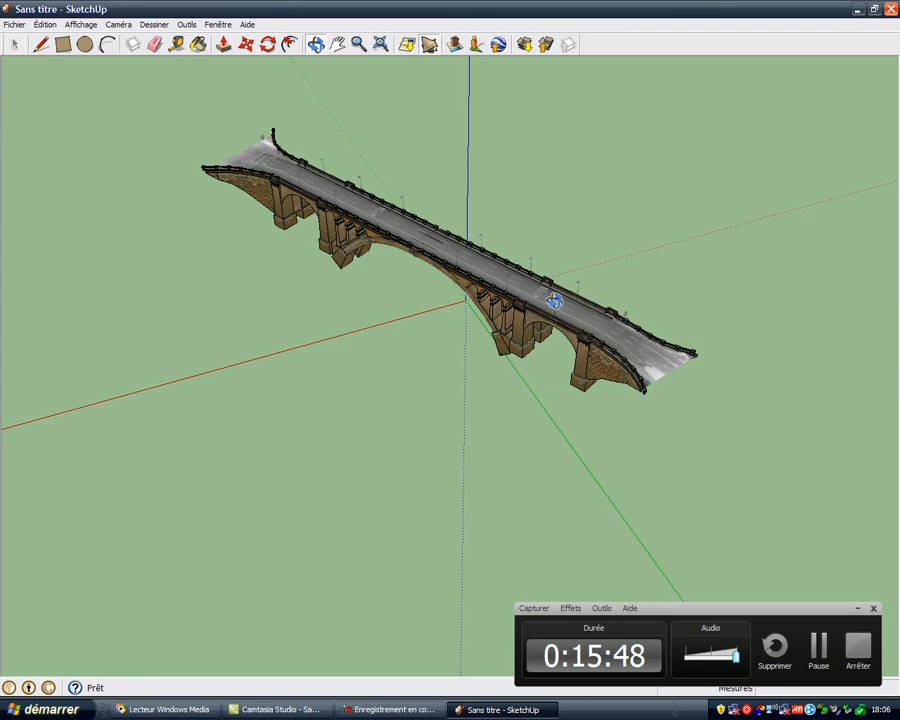 Sans titre - SketchUp
Fichier Édition Affichage Caméra Dessiner Outils Fenêtre Aide
Capturer Effets Outils Aide
Durée Audio
0:15:48
Supprimer Pause Arrêter
Prêt
Mesures
démarrer Lecteur Windows Media Camtasia Studio - Sa... Enregistrement en co... Sans titre - SketchUp 18:06